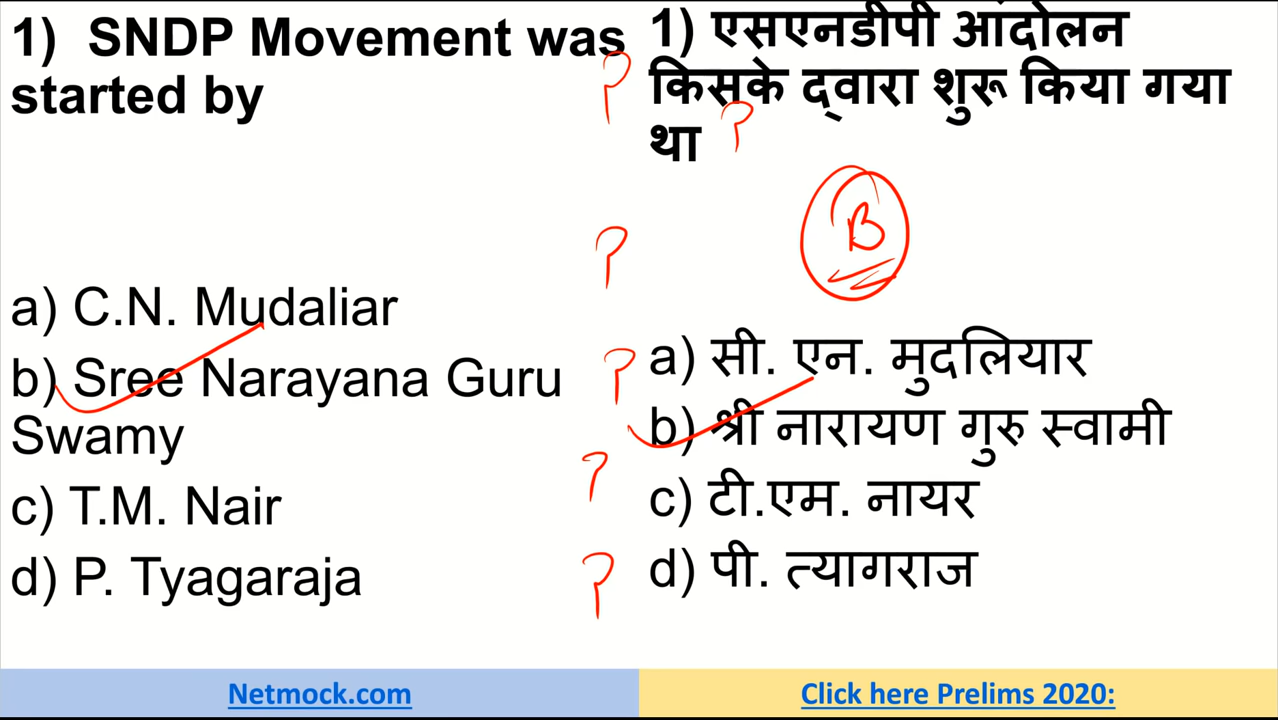 1) SNDP Movement was
started by
?
a) C.N. Mudaliar
b) Sree Narayana Guru
Swamy
c) T.M. Nair
d) P. Tyagaraja
?
?
?
?
1) एसएनडीपी आंदोलन
किसके द्वारा शुरू किया गया
था ?
B
a) सी. एन. मुदलियार
b) श्री नारायण गुरु स्वामी
c) टी.एम. नायर
d) पी. त्यागराज
Netmock.com
Click here Prelims 2020: